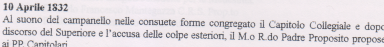 10 Aprile 1832
Al suono del campanello nelle consuete forme congregato il Capitolo Collegiale e dopo
discorso del Superiore e l'accusa delle colpe esteriori, il M.o R.do Padre Proposito propose
ai PP. Capitolari